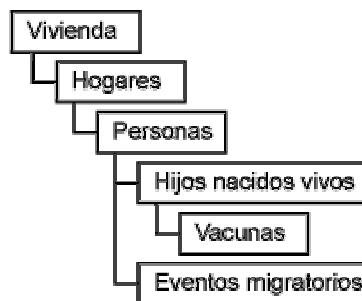 Vivienda
Hogares
Personas
Hijos nacidos vivos
Vacunas
Eventos migratorios